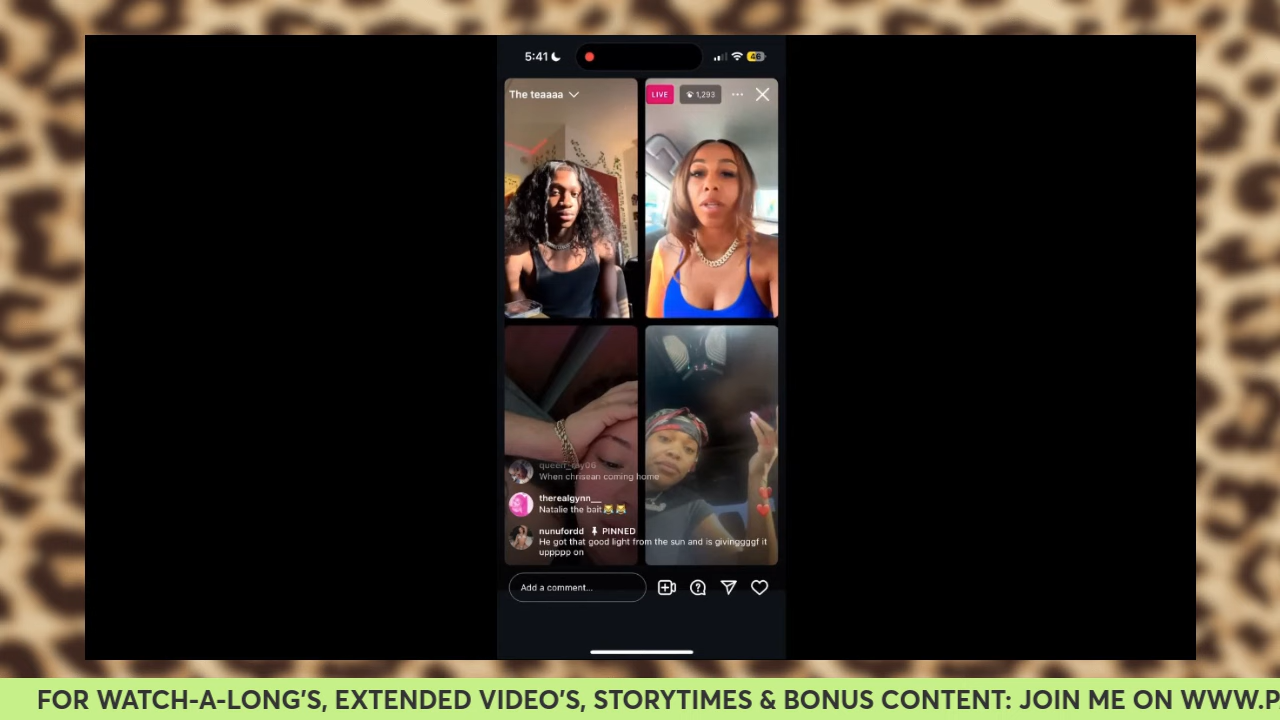 5:41
46
The teaaaa
LIVE
1,293
queen_
When chrisean coming home
therealgynn__
Natalie the bait😹😹
nunufordd PINNED
He got that good light from the sun and is givinggggf it
uppppp on
Add a comment...
FOR WATCH-A-LONG'S, EXTENDED VIDEO'S, STORYTIMES & BONUS CONTENT: JOIN ME ON WWW.P